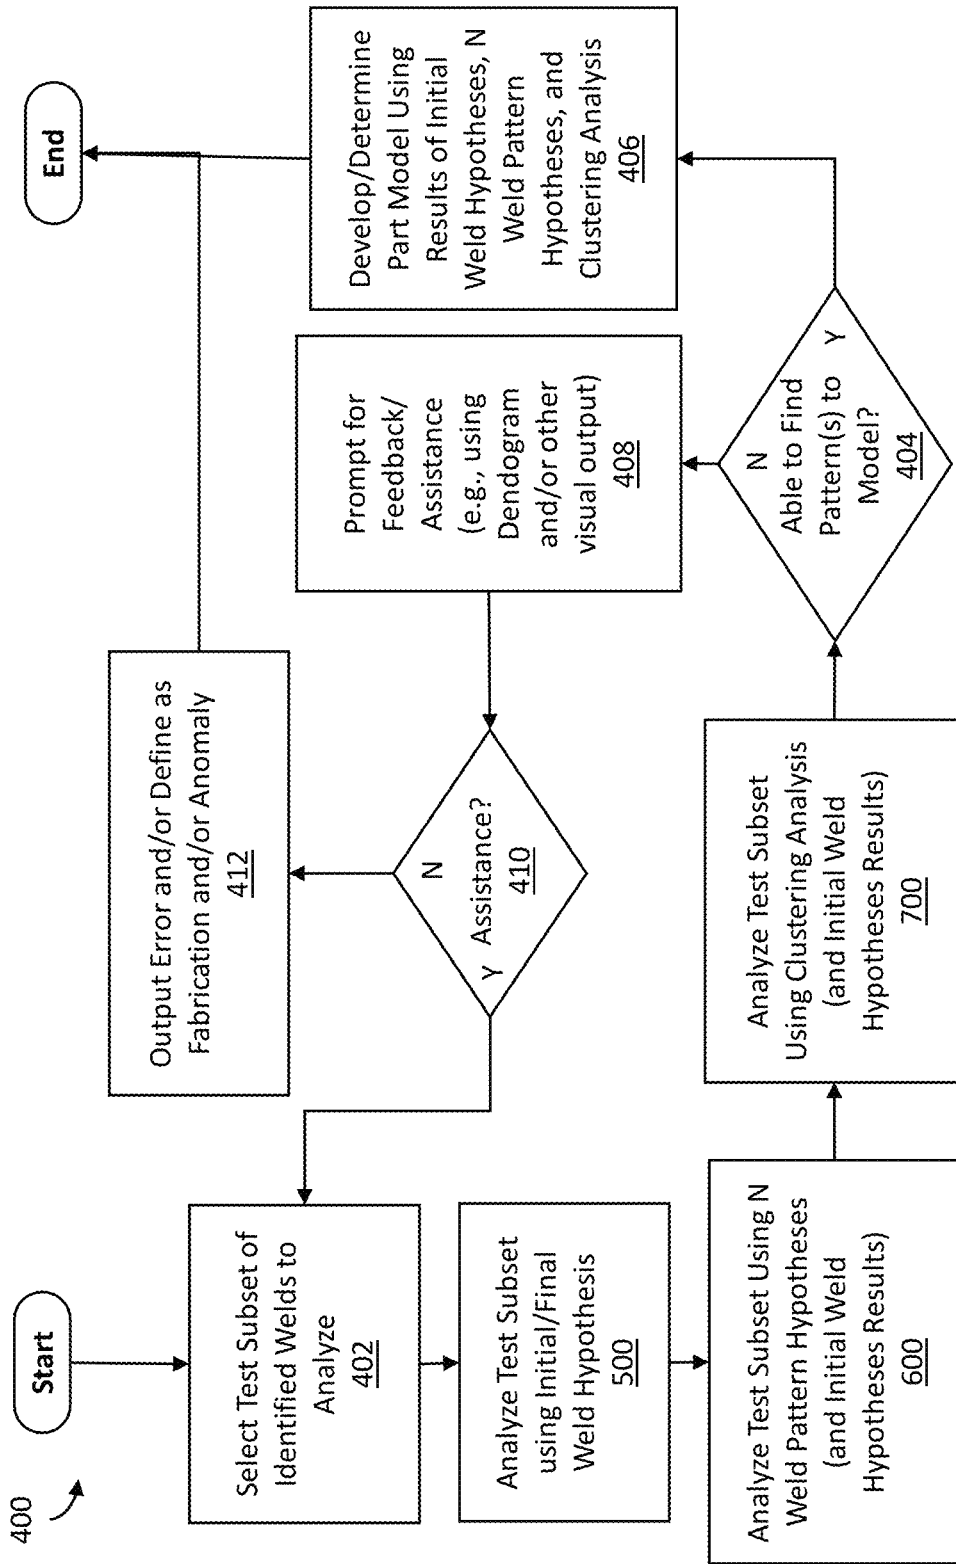 400
Start
Select Test Subset of
Identified Welds to
Analyze
402
Analyze Test Subset
using Initial/Final
Weld Hypothesis
500
Analyze Test Subset Using N
Weld Pattern Hypotheses
(and Initial Weld
Hypotheses Results)
600
Analyze Test Subset
Using Clustering Analysis
(and Initial Weld
Hypotheses Results)
700
N
Y
Able to Find
Pattern(s) to
Model?
404
Develop/Determine
Part Model Using
Results of Initial
Weld Hypotheses, N
Weld Pattern
Hypotheses, and
Clustering Analysis
406
Prompt for
Feedback/
Assistance
(e.g., using
Dendogram
and/or other
visual output)
408
Y
N
Assistance?
410
Output Error and/or Define as
Fabrication and/or Anomaly
412
End